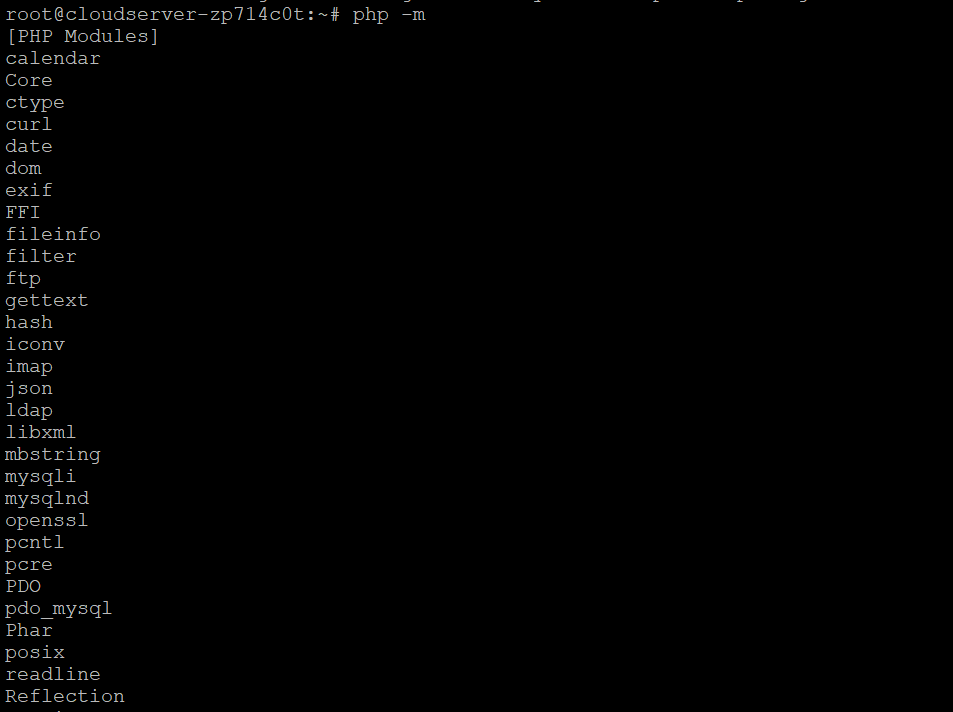 root@cloudserver-zp714c0t:~# php -m
[PHP Modules]
calendar
Core
ctype
curl
date
dom
exif
FFI
fileinfo
filter
ftp
gettext
hash
iconv
imap
json
ldap
libxml
mbstring
mysqli
mysqlnd
openssl
pcntl
pcre
PDO
pdo_mysql
Phar
posix
readline
Reflection